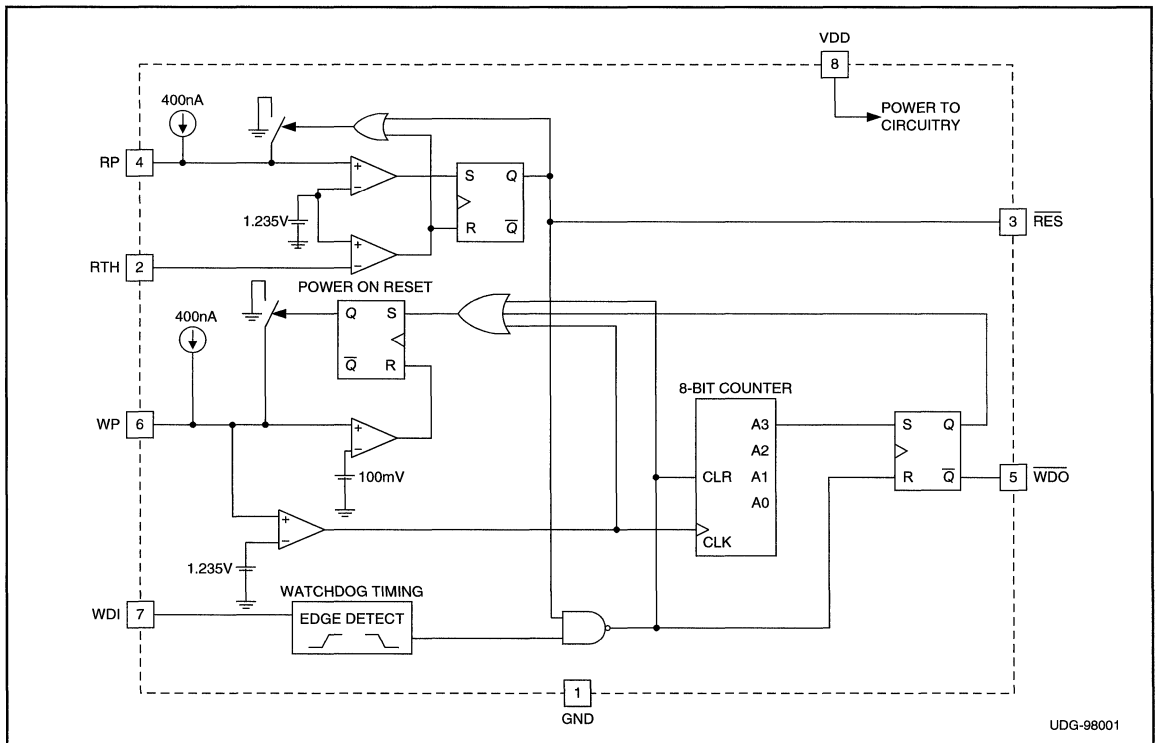 VDD
8
400nA
POWER TO
CIRCUITRY
RP 4
S Q
1.235V
R Q̅
3 R̅E̅S̅
RTH 2
POWER ON RESET
400nA
Q S
Q̅ R
8-BIT COUNTER
WP 6
A3
S Q
A2
100mV
CLR A1
R Q̅
5 W̅D̅O̅
A0
CLK
1.235V
WATCHDOG TIMING
WDI 7
EDGE DETECT
1
GND
UDG-98001